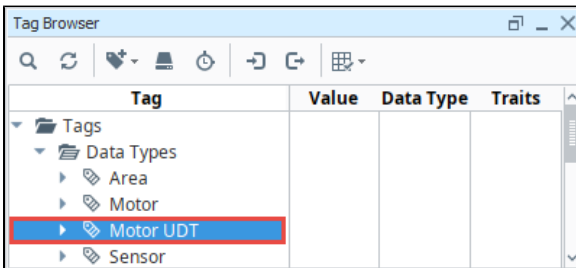 Tag Browser
Tag Value Data Type Traits
Tags
Data Types
Area
Motor
Motor UDT
Sensor